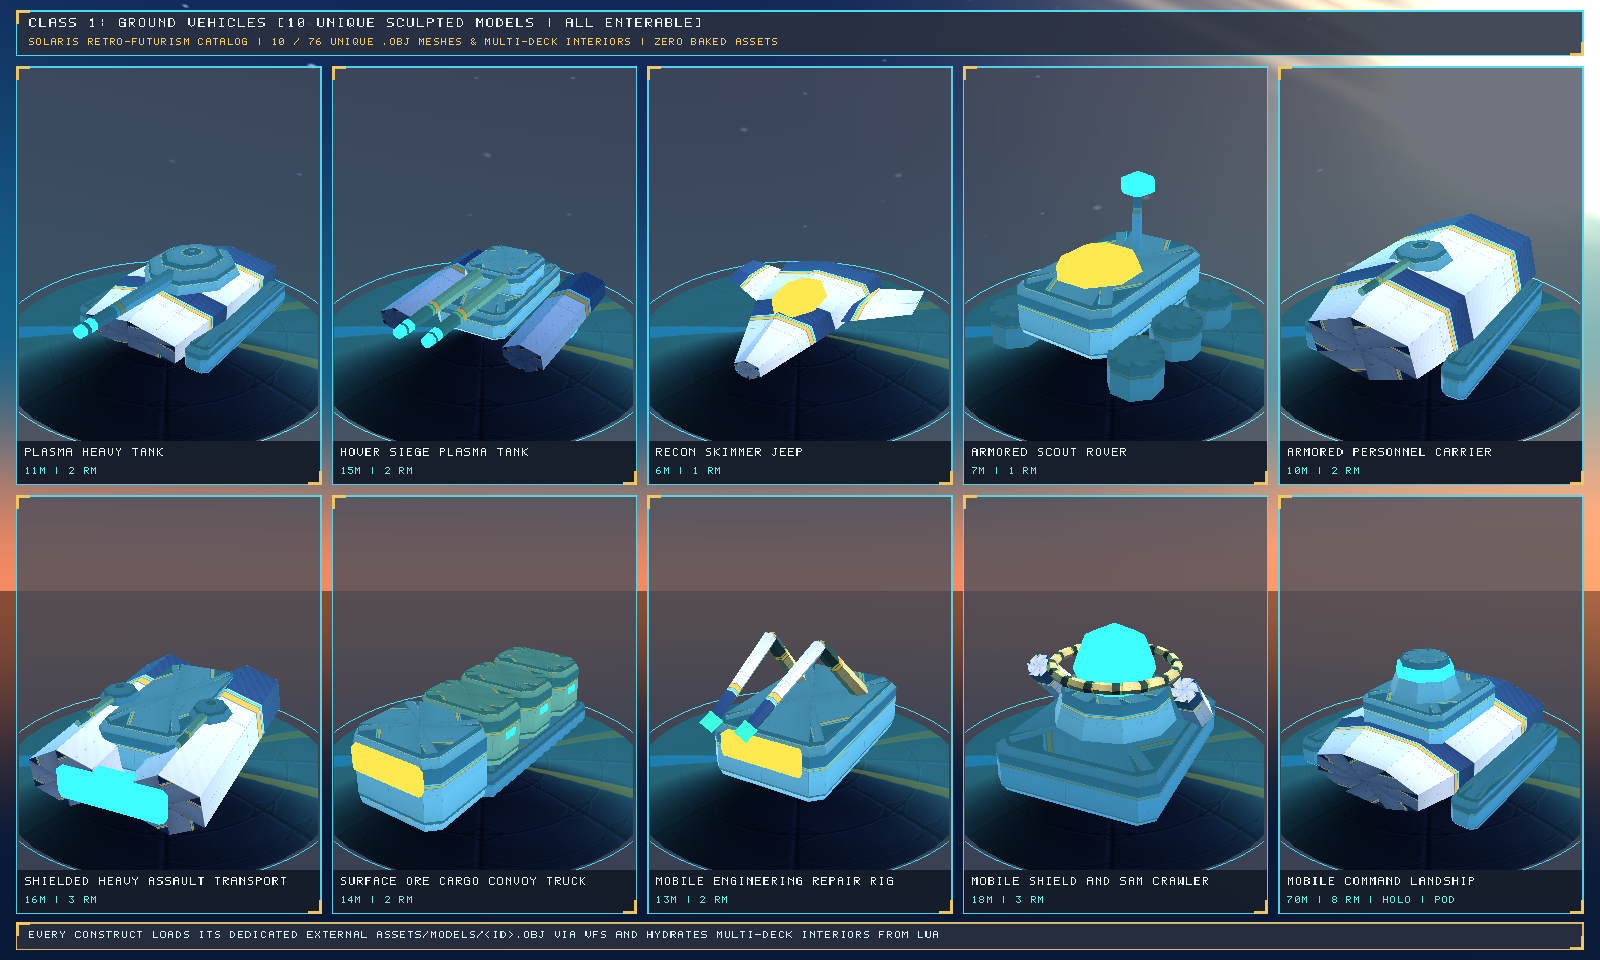 CLASS 1: GROUND VEHICLES [10 UNIQUE SCULPTED MODELS | ALL ENTERABLE]
SOLARIS RETRO-FUTURISM CATALOG | 10 / 76 UNIQUE .OBJ MESHES & MULTI-DECK INTERIORS | ZERO BAKED ASSETS
PLASMA HEAVY TANK
11M | 2 RM
HOVER SIEGE PLASMA TANK
15M | 2 RM
RECON SKIMMER JEEP
6M | 1 RM
ARMORED SCOUT ROVER
7M | 1 RM
ARMORED PERSONNEL CARRIER
10M | 2 RM
SHIELDED HEAVY ASSAULT TRANSPORT
16M | 3 RM
SURFACE ORE CARGO CONVOY TRUCK
14M | 2 RM
MOBILE ENGINEERING REPAIR RIG
13M | 2 RM
MOBILE SHIELD AND SAM CRAWLER
18M | 3 RM
MOBILE COMMAND LANDSHIP
70M | 8 RM | HOLO | POD
EVERY CONSTRUCT LOADS ITS DEDICATED EXTERNAL ASSETS/MODELS/<ID>.OBJ VIA VFS AND HYDRATES MULTI-DECK INTERIORS FROM LUA